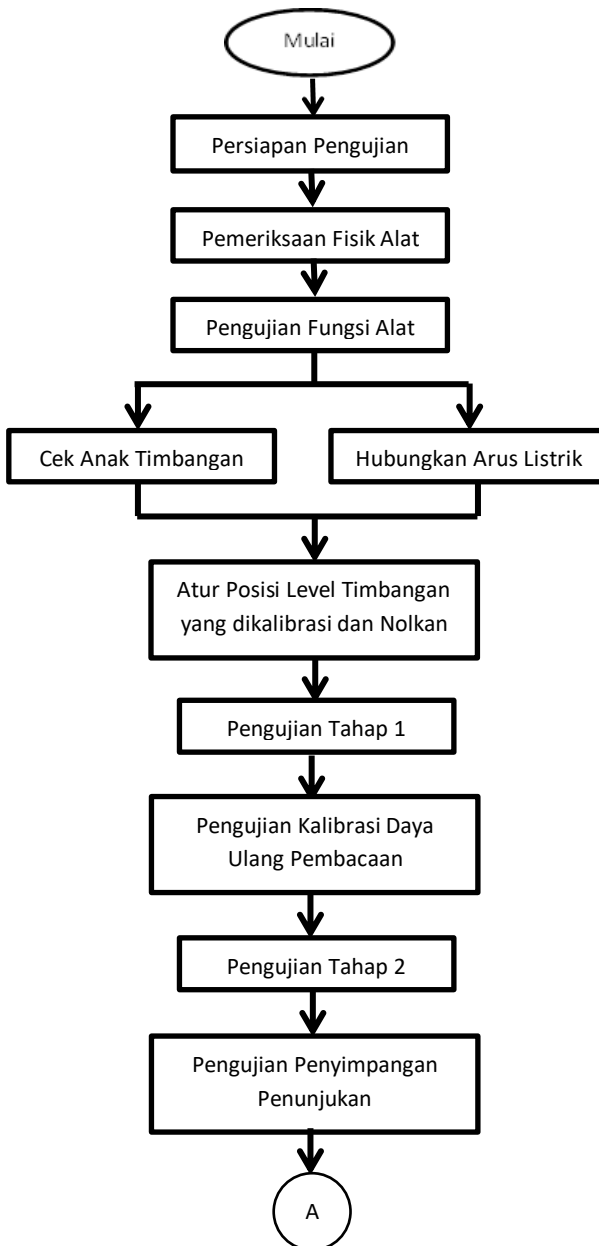 Mulai
Persiapan Pengujian
Pemeriksaan Fisik Alat
Pengujian Fungsi Alat
Cek Anak Timbangan
Hubungkan Arus Listrik
Atur Posisi Level Timbangan
yang dikalibrasi dan Nolkan
Pengujian Tahap 1
Pengujian Kalibrasi Daya
Ulang Pembacaan
Pengujian Tahap 2
Pengujian Penyimpangan
Penunjukan
A